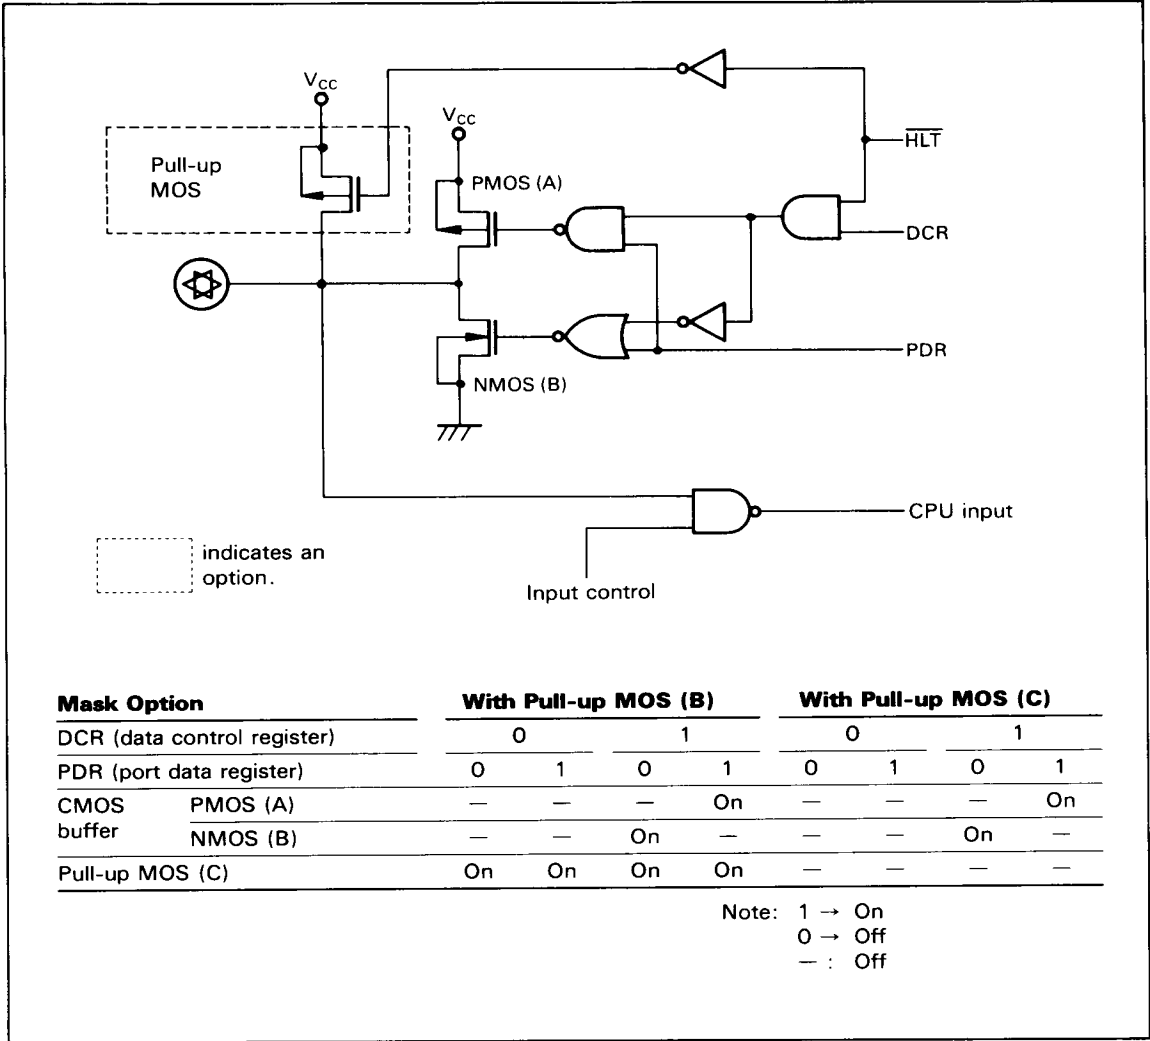 VCC
Pull-up
MOS
VCC
PMOS (A)
HLT
DCR
PDR
NMOS (B)
CPU input
Input control
indicates an
option.
Mask Option With Pull-up MOS (B) With Pull-up MOS (C)
DCR (data control register) 0 1 0 1
PDR (port data register) 0 1 0 1 0 1 0 1
CMOS buffer PMOS (A) — — — On — — — On
NMOS (B) — — On — — — On —
Pull-up MOS (C) On On On On — — — —
Note: 1 → On
0 → Off
— : Off